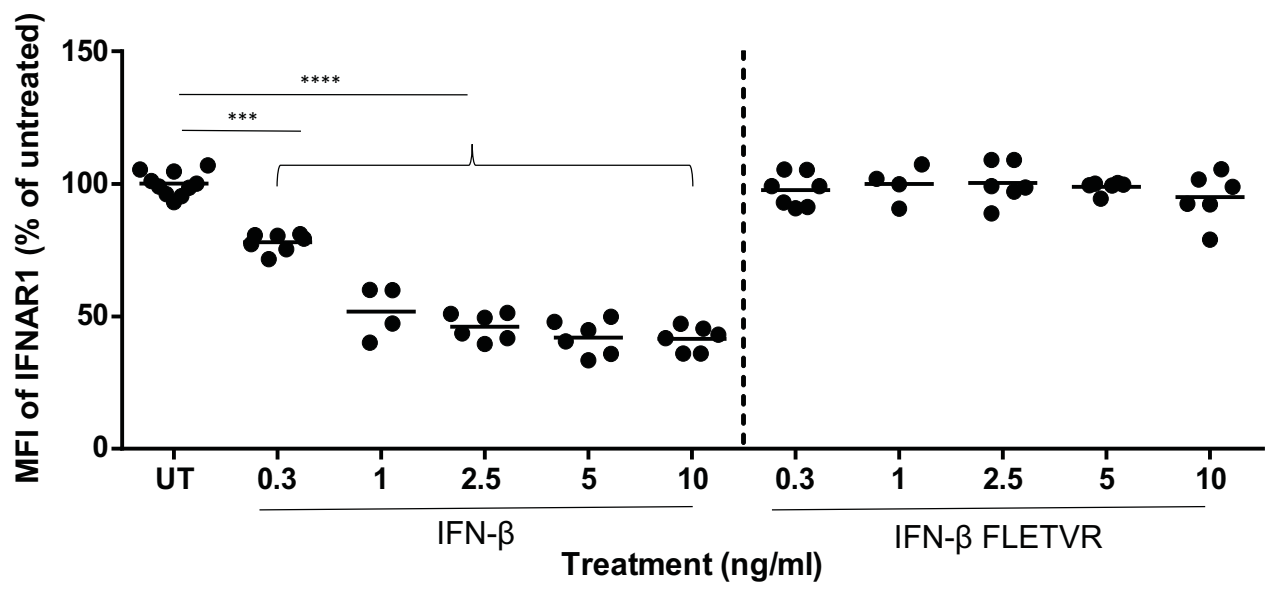 MFI of IFNAR1 (% of untreated)
150
100
50
0
****
***
UT 0.3 1 2.5 5 10 0.3 1 2.5 5 10
IFN-β IFN-β FLETVR
Treatment (ng/ml)